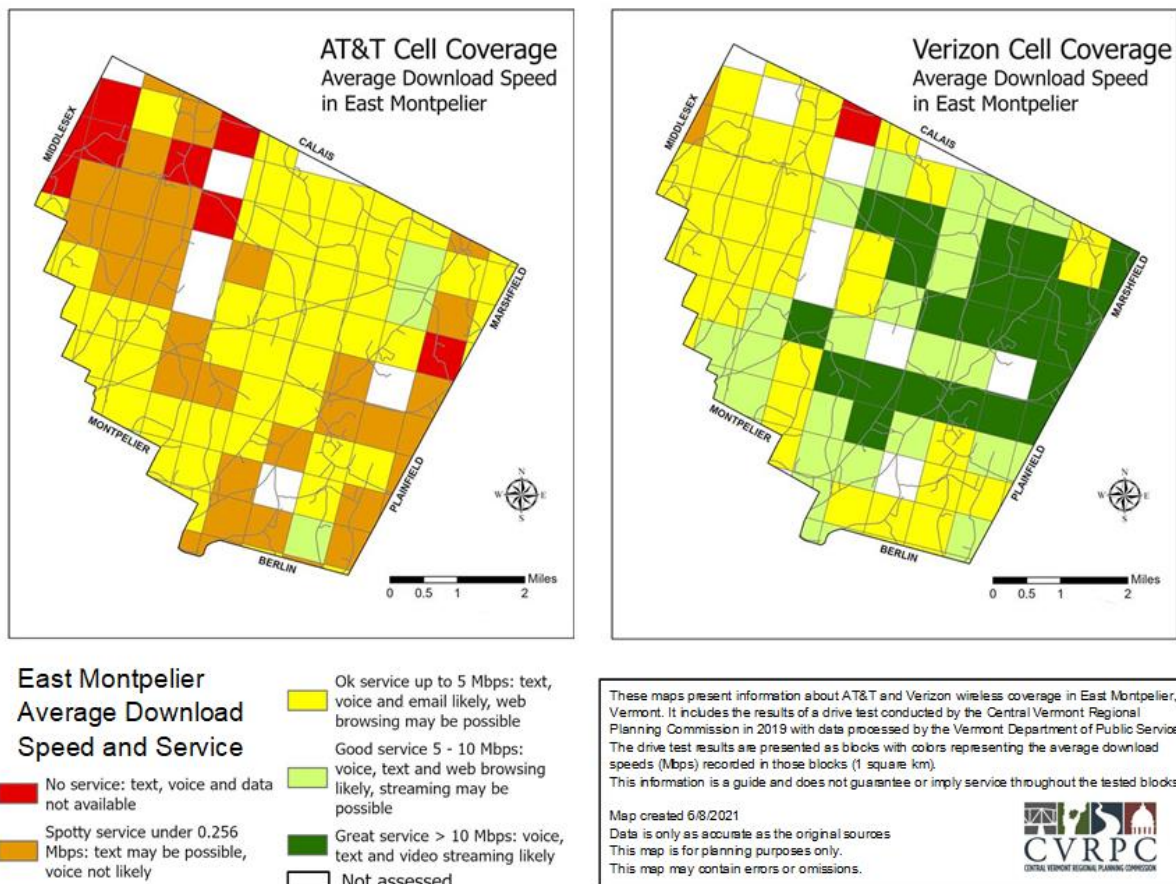 AT&T Cell Coverage
Average Download Speed
in East Montpelier
MIDDLESEX
CALAIS
MARSHFIELD
MONTPELIER
PLAINFIELD
BERLIN
N
W E
S
Miles
0 0.5 1 2
Verizon Cell Coverage
Average Download Speed
in East Montpelier
MIDDLESEX
CALAIS
MARSHFIELD
MONTPELIER
PLAINFIELD
BERLIN
N
W E
S
Miles
0 0.5 1 2
East Montpelier
Average Download
Speed and Service
No service: text, voice and data
not available
Spotty service under 0.256
Mbps: text may be possible,
voice not likely
Ok service up to 5 Mbps: text,
voice and email likely, web
browsing may be possible
Good service 5 - 10 Mbps:
voice, text and web browsing
likely, streaming may be
possible
Great service > 10 Mbps: voice,
text and video streaming likely
Not assessed
These maps present information about AT&T and Verizon wireless coverage in East Montpelier,
Vermont. It includes the results of a drive test conducted by the Central Vermont Regional
Planning Commission in 2019 with data processed by the Vermont Department of Public Service
The drive test results are presented as blocks with colors representing the average download
speeds (Mbps) recorded in those blocks (1 square km).
This information is a guide and does not guarantee or imply service throughout the tested blocks
Map created 6/8/2021
Data is only as accurate as the original sources
This map is for planning purposes only.
This map may contain errors or omissions.
CVRPC
CENTRAL VERMONT REGIONAL PLANNING COMMISSION